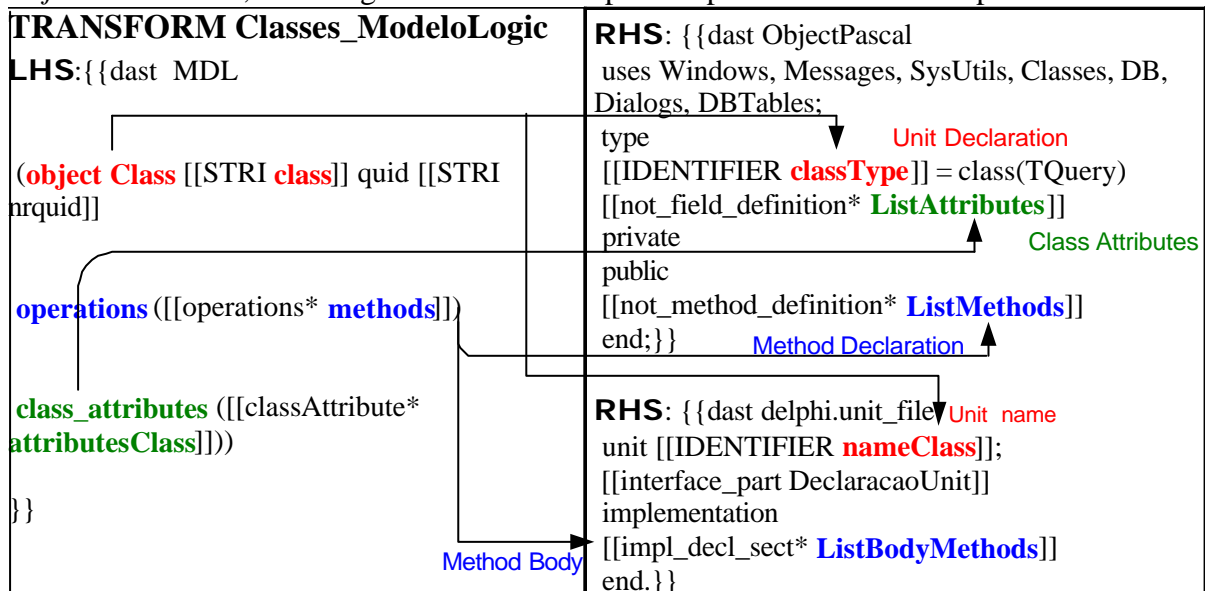 TRANSFORM Classes_ModeloLogic
LHS:{{dast MDL
(object Class [[STRI class]] quid [[STRI
nrquid]]
operations ([[operations* methods]])
class_attributes ([[classAttribute*
attributesClass]]))
}}
Method Body
RHS: {{dast ObjectPascal
uses Windows, Messages, SysUtils, Classes, DB,
Dialogs, DBTables;
type
Unit Declaration
[[IDENTIFIER classType]] = class(TQuery)
[[not_field_definition* ListAttributes]]
private
Class Attributes
public
[[not_method_definition* ListMethods]]
end;}}
Method Declaration
RHS: {{dast delphi.unit_file
Unit name
unit [[IDENTIFIER nameClass]];
[[interface_part DeclaracaoUnit]]
implementation
[[impl_decl_sect* ListBodyMethods]]
end.}}